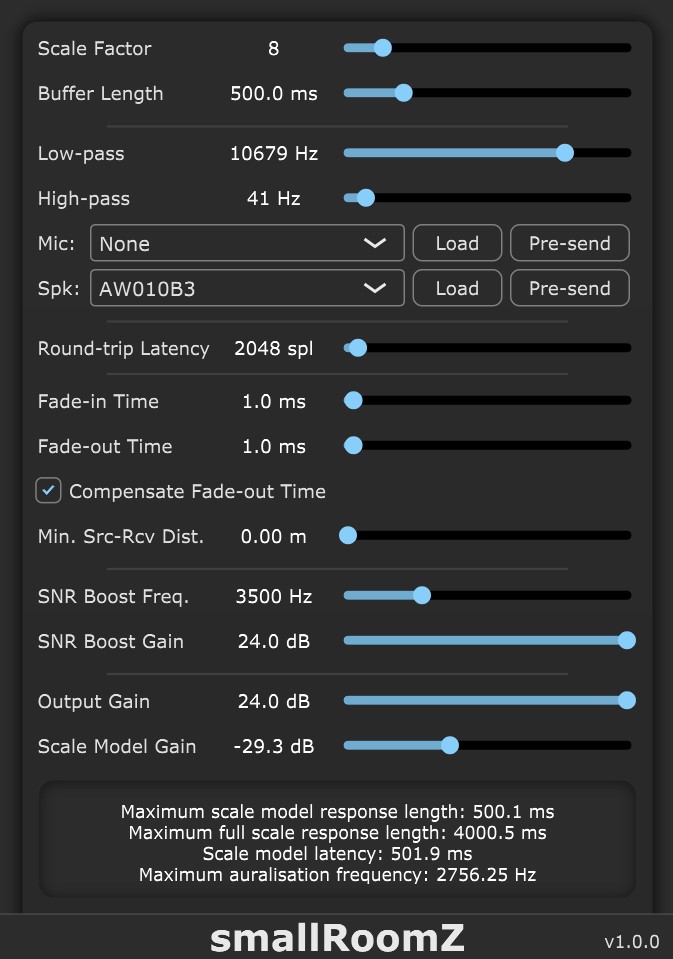 Scale Factor 8
Buffer Length 500.0 ms
Low-pass 10679 Hz
High-pass 41 Hz
Mic: None Load Pre-send
Spk: AW010B3 Load Pre-send
Round-trip Latency 2048 spl
Fade-in Time 1.0 ms
Fade-out Time 1.0 ms
Compensate Fade-out Time
Min. Src-Rcv Dist. 0.00 m
SNR Boost Freq. 3500 Hz
SNR Boost Gain 24.0 dB
Output Gain 24.0 dB
Scale Model Gain -29.3 dB
Maximum scale model response length: 500.1 ms
Maximum full scale response length: 4000.5 ms
Scale model latency: 501.9 ms
Maximum auralisation frequency: 2756.25 Hz
smallRoomZ v1.0.0